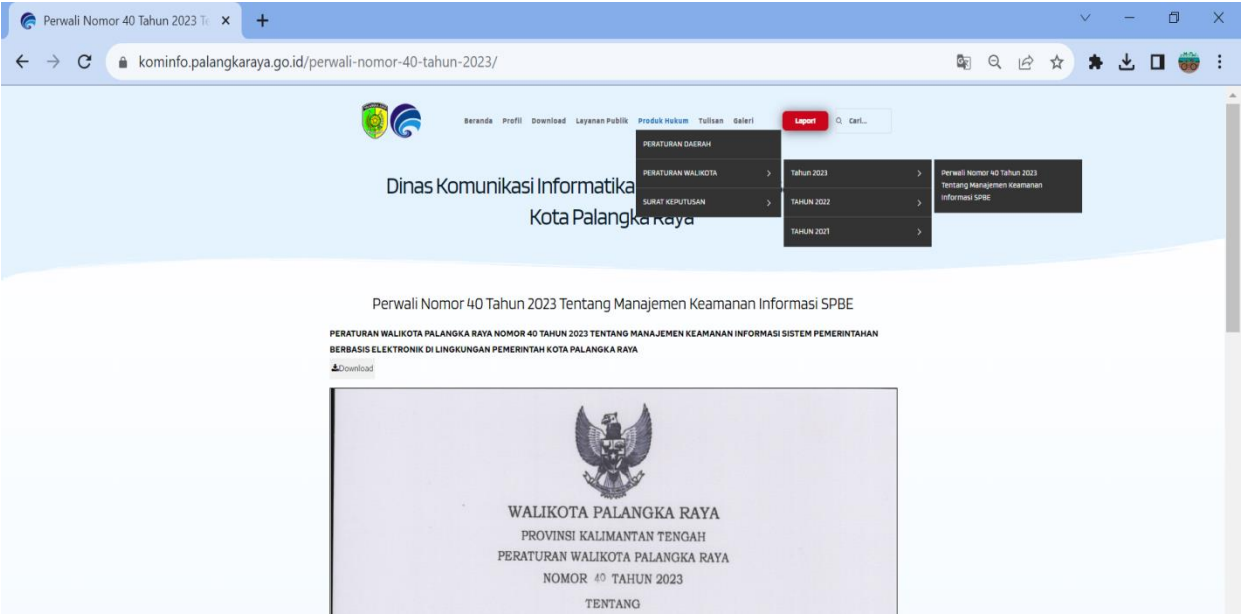 Perwali Nomor 40 Tahun 2023 Te
kominfo.palangkaraya.go.id/perwali-nomor-40-tahun-2023/
Beranda Profil Download Layanan Publik Produk Hukum Tulisan Galeri Lapor! Cari...
PERATURAN DAERAH
PERATURAN WALIKOTA
SURAT KEPUTUSAN
Tahun 2023
TAHUN 2022
TAHUN 2021
Perwali Nomor 40 Tahun 2023
Tentang Manajemen Keamanan
Informasi SPBE
Dinas Komunikasi Informatika
Kota Palangka Raya
Perwali Nomor 40 Tahun 2023 Tentang Manajemen Keamanan Informasi SPBE
PERATURAN WALIKOTA PALANGKA RAYA NOMOR 40 TAHUN 2023 TENTANG MANAJEMEN KEAMANAN INFORMASI SISTEM PEMERINTAHAN
BERBASIS ELEKTRONIK DI LINGKUNGAN PEMERINTAH KOTA PALANGKA RAYA
Download
WALIKOTA PALANGKA RAYA
PROVINSI KALIMANTAN TENGAH
PERATURAN WALIKOTA PALANGKA RAYA
NOMOR 40 TAHUN 2023
TENTANG